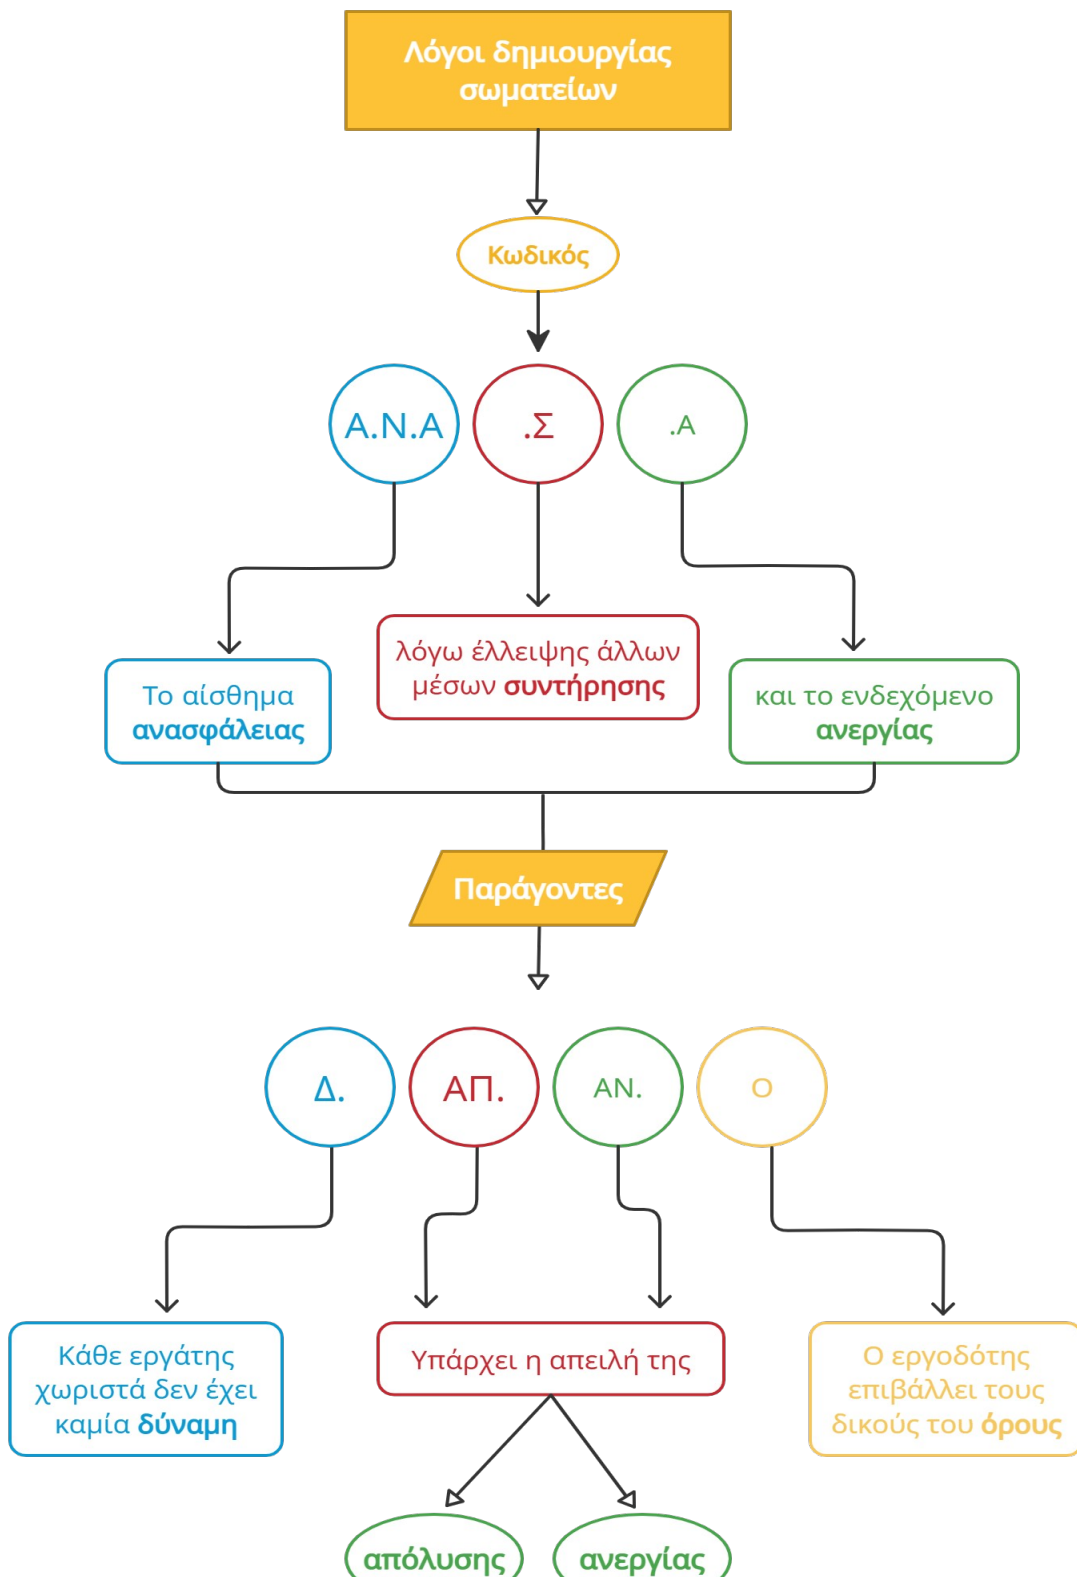 Λόγοι δημιουργίας
σωματείων
Κωδικός
Α.Ν.Α
.Σ
.Α
Το αίσθημα
ανασφάλειας
λόγω έλλειψης άλλων
μέσων συντήρησης
και το ενδεχόμενο
ανεργίας
Παράγοντες
Δ.
ΑΠ.
ΑΝ.
Ο
Κάθε εργάτης
χωριστά δεν έχει
καμία δύναμη
Υπάρχει η απειλή της
Ο εργοδότης
επιβάλλει τους
δικούς του όρους
απόλυσης
ανεργίας